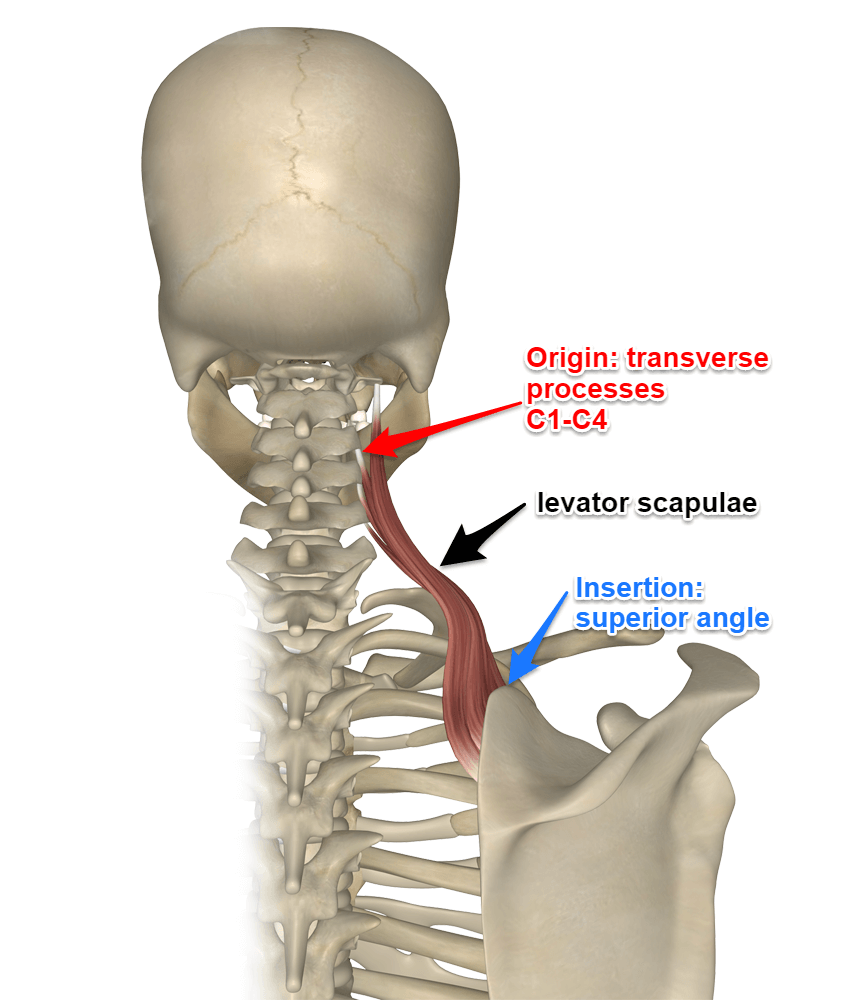 Origin: transverse
processes
C1-C4
levator scapulae
Insertion:
superior angle